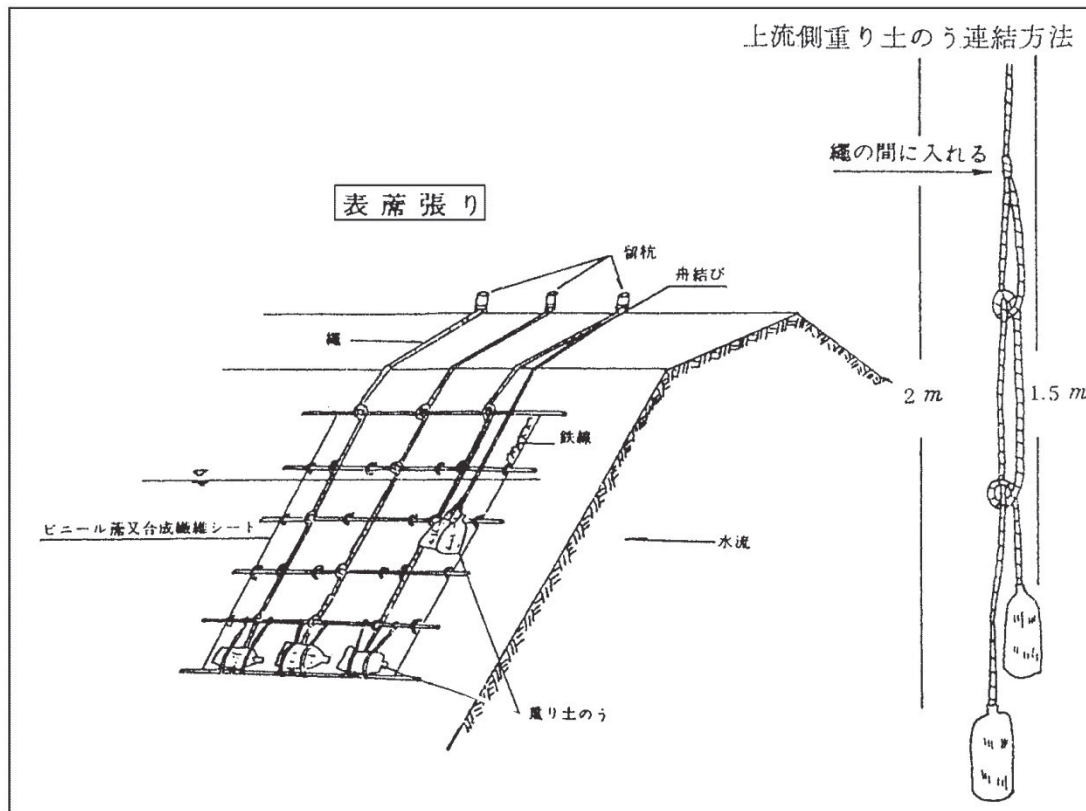 上流側重り土のう連結方法
縄の間に入れる
表蓆張り
留杭
舟結び
縄
2m
1.5m
鉄線
ビニール蓆又合成繊維シート
水流
重り土のう